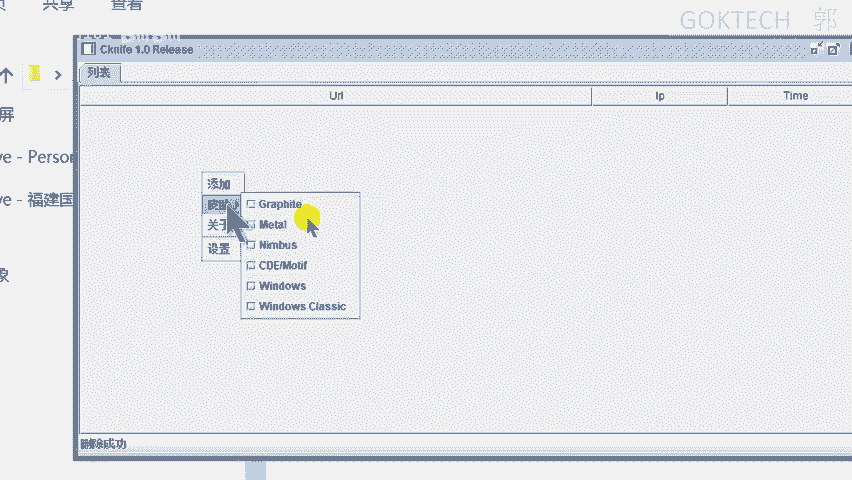 共享 查看
GOKTECH 郭
Cknife 1.0 Release
列表
Url Ip Time
屏
ve - Person
ve - 福建国
象
添加
关于
设置
Graphite
Metal
Nimbus
CDE/Motif
Windows
Windows Classic
删除成功